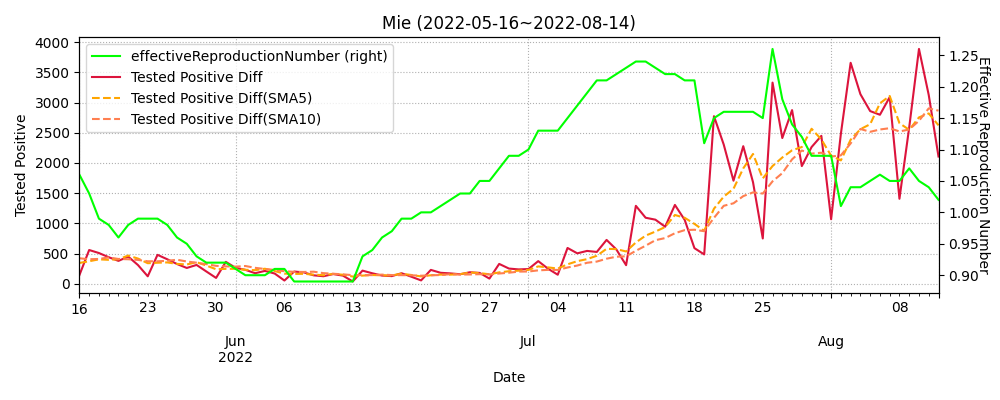 Mie (2022-05-16~2022-08-14)
effectiveReproductionNumber (right)
Tested Positive Diff
Tested Positive Diff(SMA5)
Tested Positive Diff(SMA10)
Tested Positive
4000
3500
3000
2500
2000
1500
1000
500
0
Effective Reproduction Number
1.25
1.20
1.15
1.10
1.05
1.00
0.95
0.90
16 23 30 06 13 20 27 04 11 18 25 08
Jun Jul Aug
2022
Date